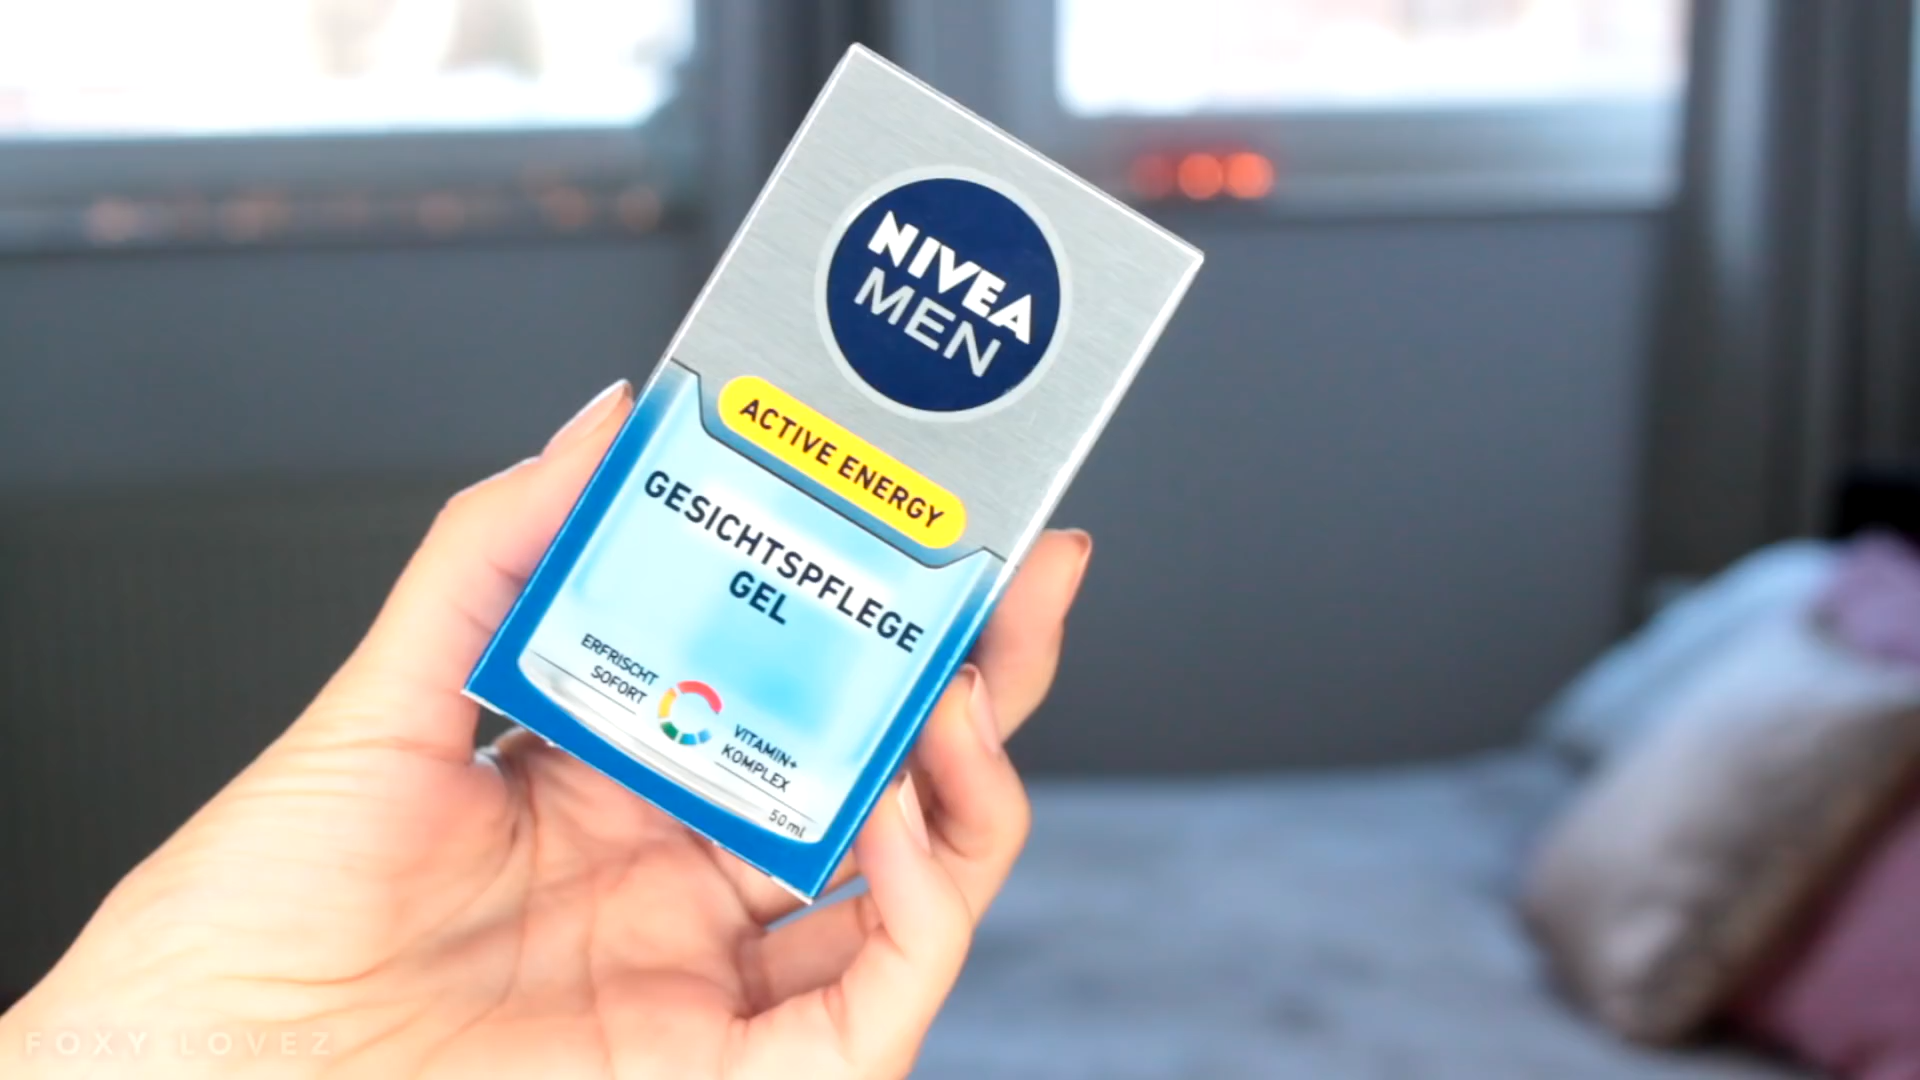 NIVEA
MEN
ACTIVE ENERGY
GESICHTSPFLEGE
GEL
ERFRISCHT
SOFORT
VITAMIN+
KOMPLEX
50 ml
FOXY LOVEZ